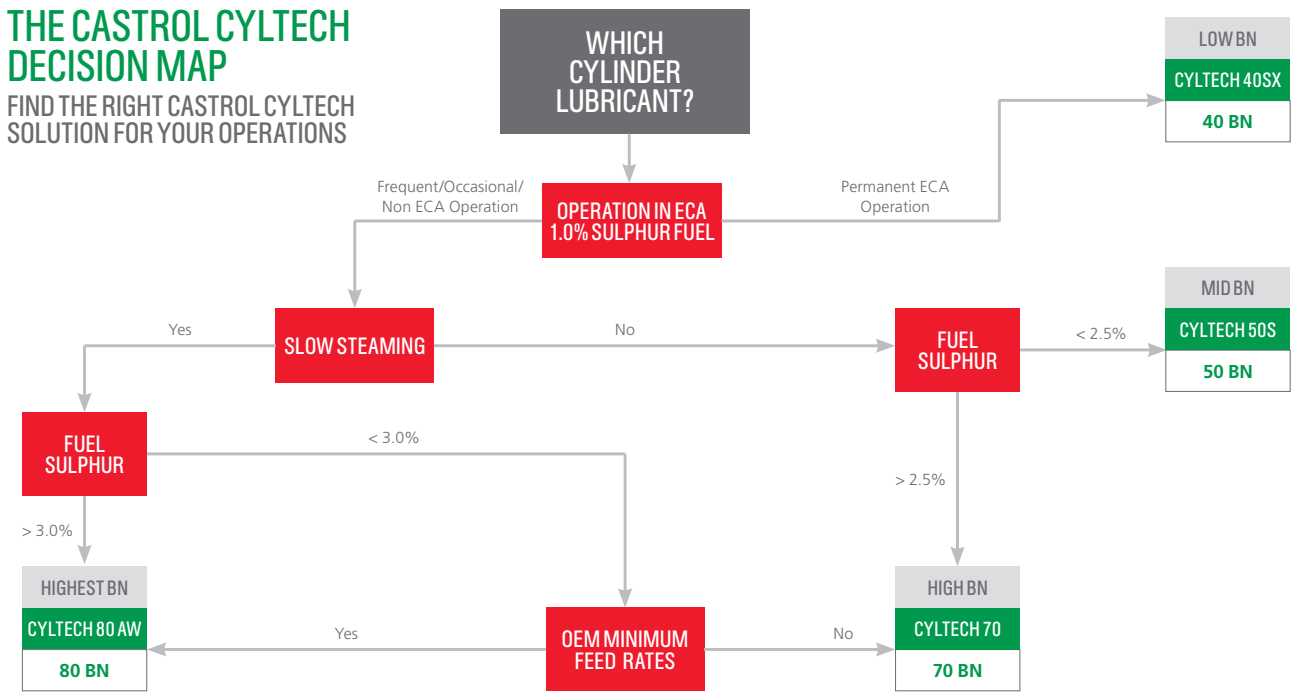 THE CASTROL CYLTECH
DECISION MAP
FIND THE RIGHT CASTROL CYLTECH
SOLUTION FOR YOUR OPERATIONS
WHICH
CYLINDER
LUBRICANT?
LOW BN
CYLTECH 40SX
40 BN
Frequent/Occasional/
Non ECA Operation
OPERATION IN ECA
1.0% SULPHUR FUEL
Permanent ECA
Operation
MID BN
CYLTECH 50S
50 BN
Yes
SLOW STEAMING
No
FUEL
SULPHUR
< 2.5%
FUEL
SULPHUR
< 3.0%
> 2.5%
> 3.0%
HIGHEST BN
CYLTECH 80 AW
80 BN
Yes
OEM MINIMUM
FEED RATES
No
HIGH BN
CYLTECH 70
70 BN